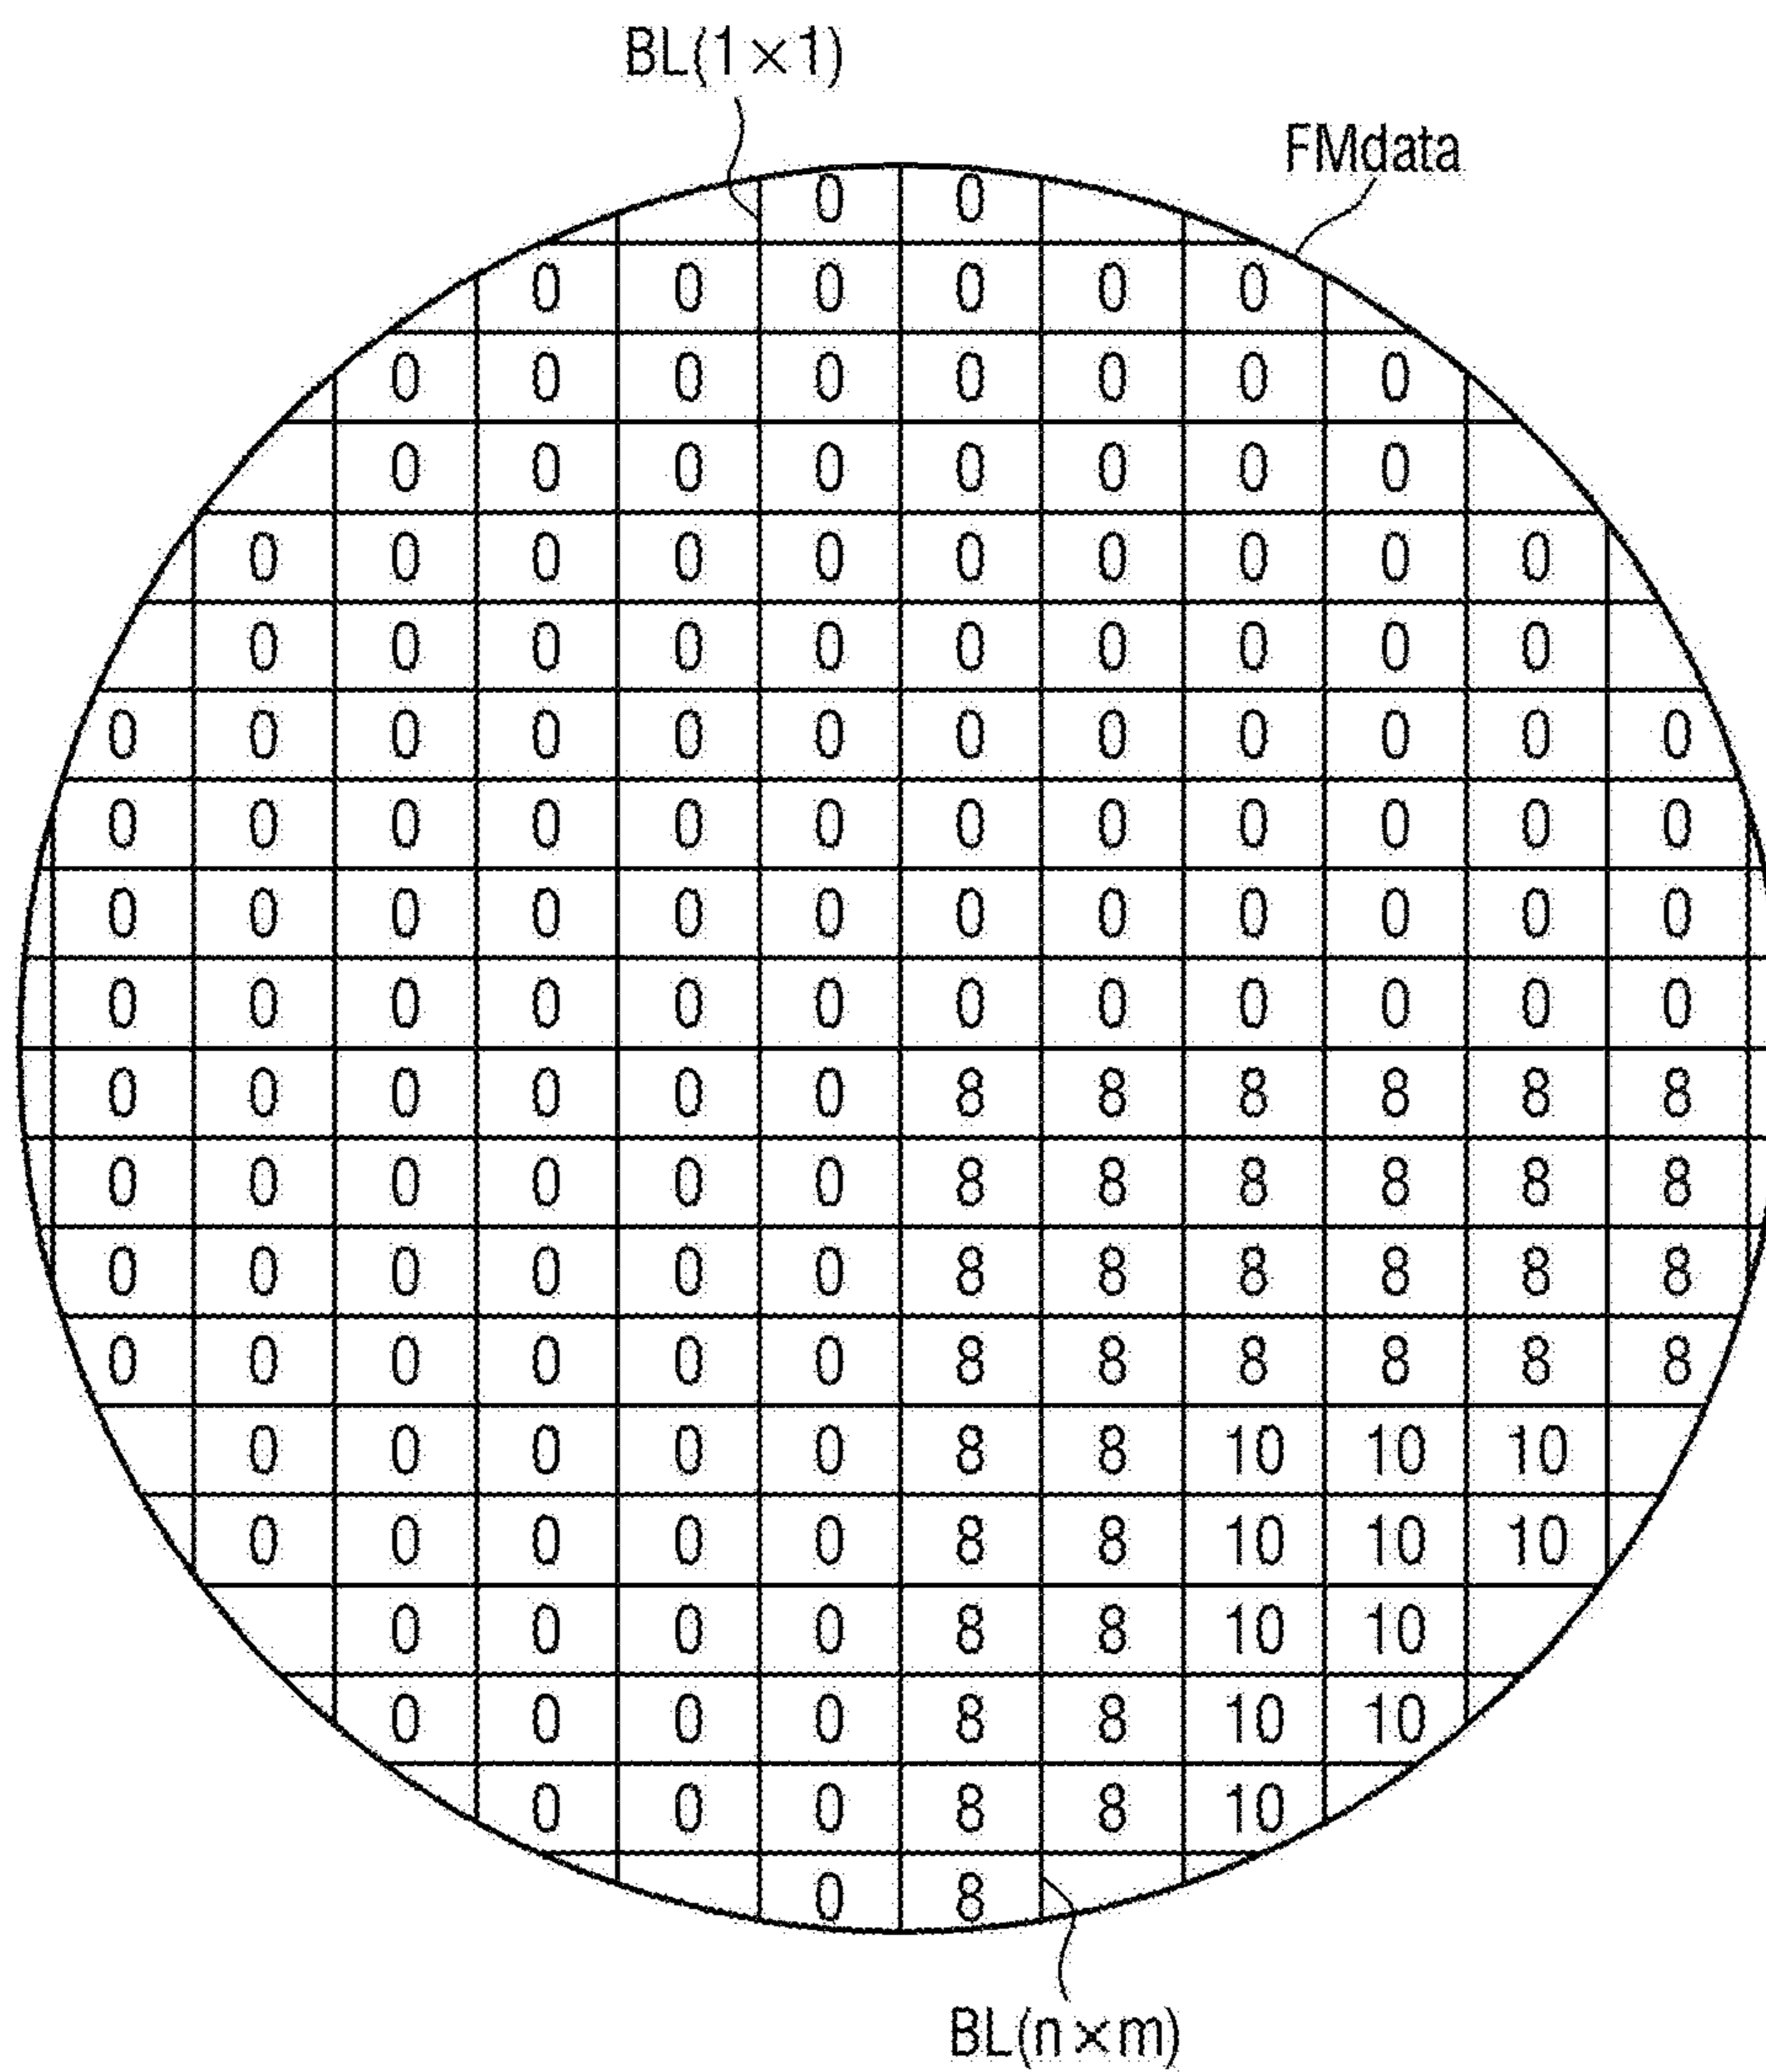 BL(1×1)
FMdata
0 0
0 0 0 0 0 0
0 0 0 0 0 0 0 0
0 0 0 0 0 0 0 0
0 0 0 0 0 0 0 0 0 0
0 0 0 0 0 0 0 0 0 0
0 0 0 0 0 0 0 0 0 0 0 0
0 0 0 0 0 0 0 0 0 0 0 0
0 0 0 0 0 0 0 0 0 0 0 0
0 0 0 0 0 0 0 0 0 0 0 0
0 0 0 0 0 0 8 8 8 8 8 8
0 0 0 0 0 0 8 8 8 8 8 8
0 0 0 0 0 0 8 8 8 8 8 8
0 0 0 0 0 0 8 8 8 8 8 8
0 0 0 0 0 8 8 10 10 10
0 0 0 0 0 8 8 10 10 10
0 0 0 0 8 8 10 10
0 0 0 0 8 8 10 10
0 0 0 8 8 10
0 8
BL(n×m)